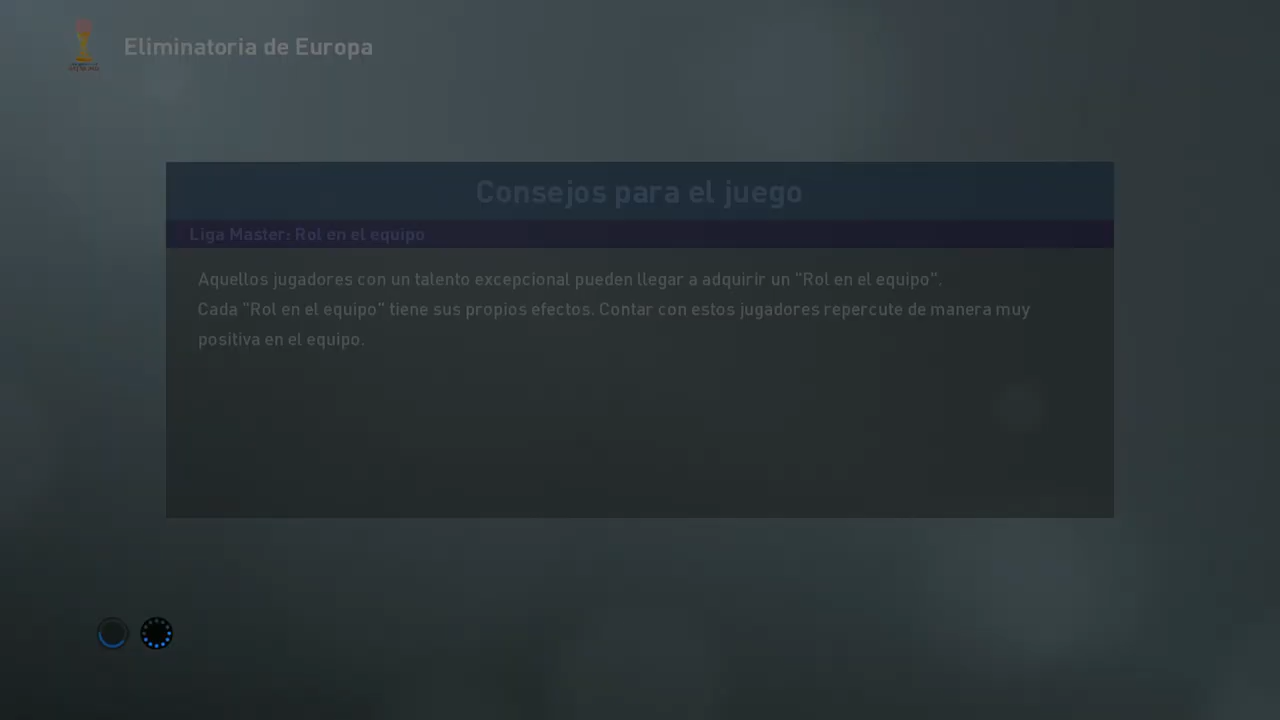 Eliminatoria de Europa
Consejos para el juego
Liga Master: Rol en el equipo
Aquellos jugadores con un talento excepcional pueden llegar a adquirir un "Rol en el equipo".
Cada "Rol en el equipo" tiene sus propios efectos. Contar con estos jugadores repercute de manera muy
positiva en el equipo.